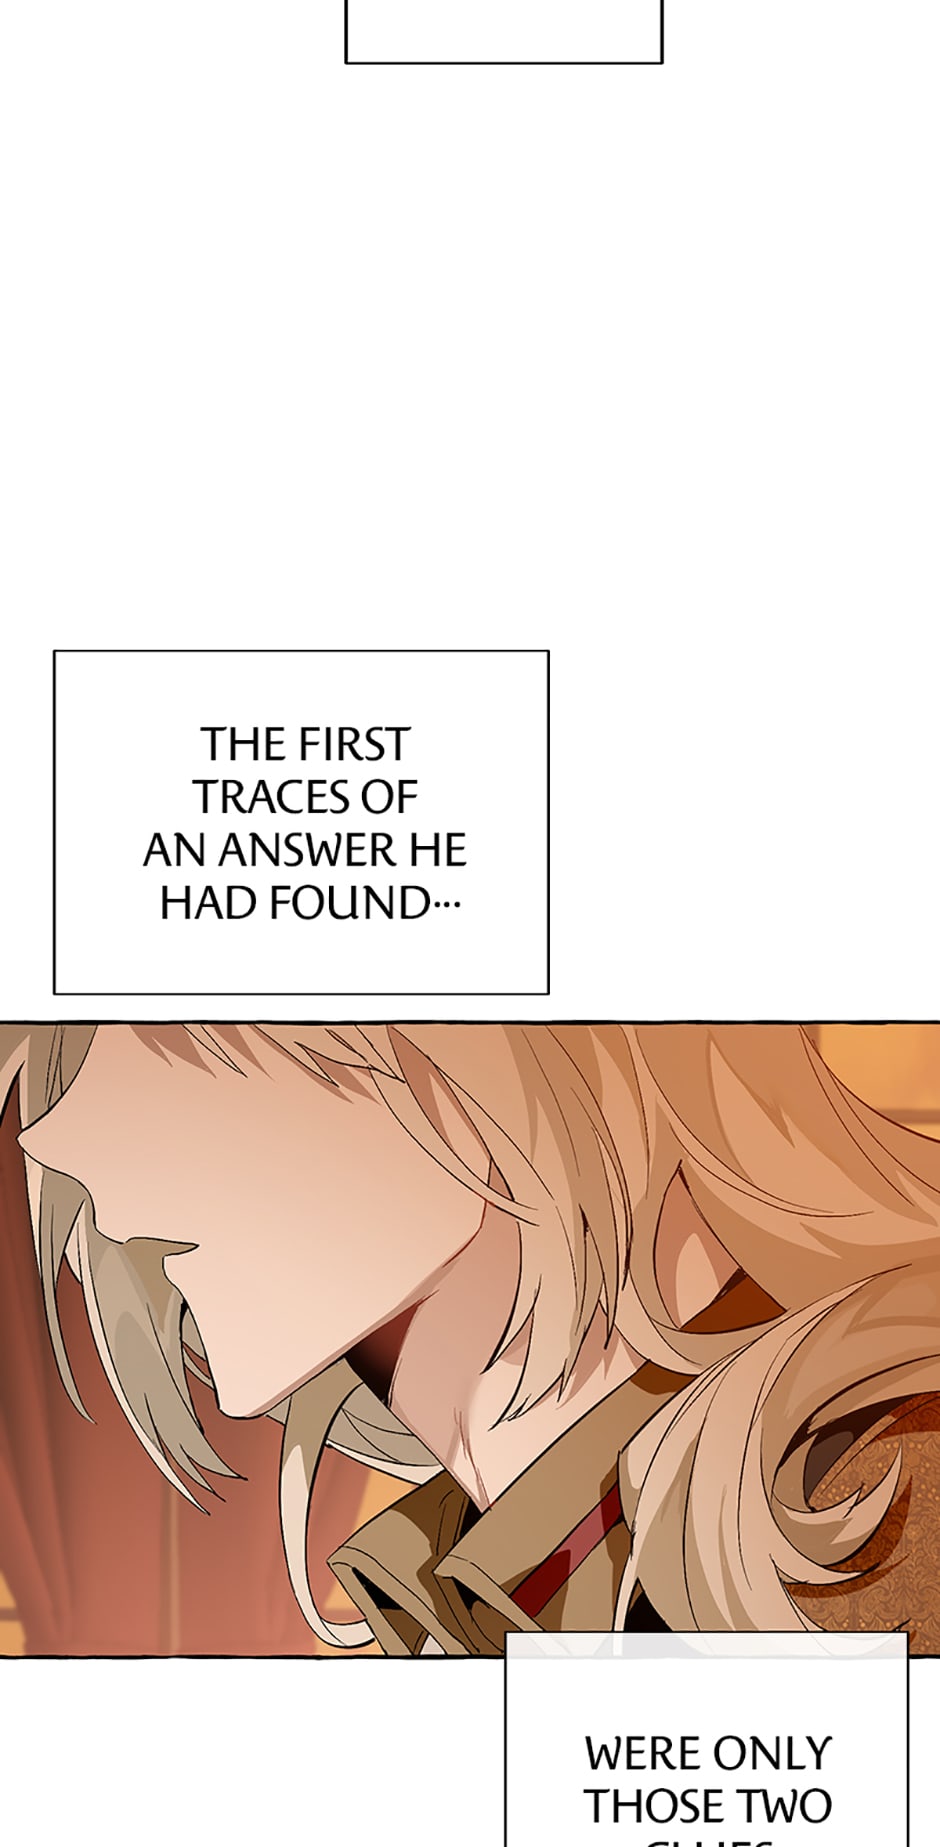 THE FIRST
TRACES OF
AN ANSWER HE
HAD FOUND···
WERE ONLY
THOSE TWO